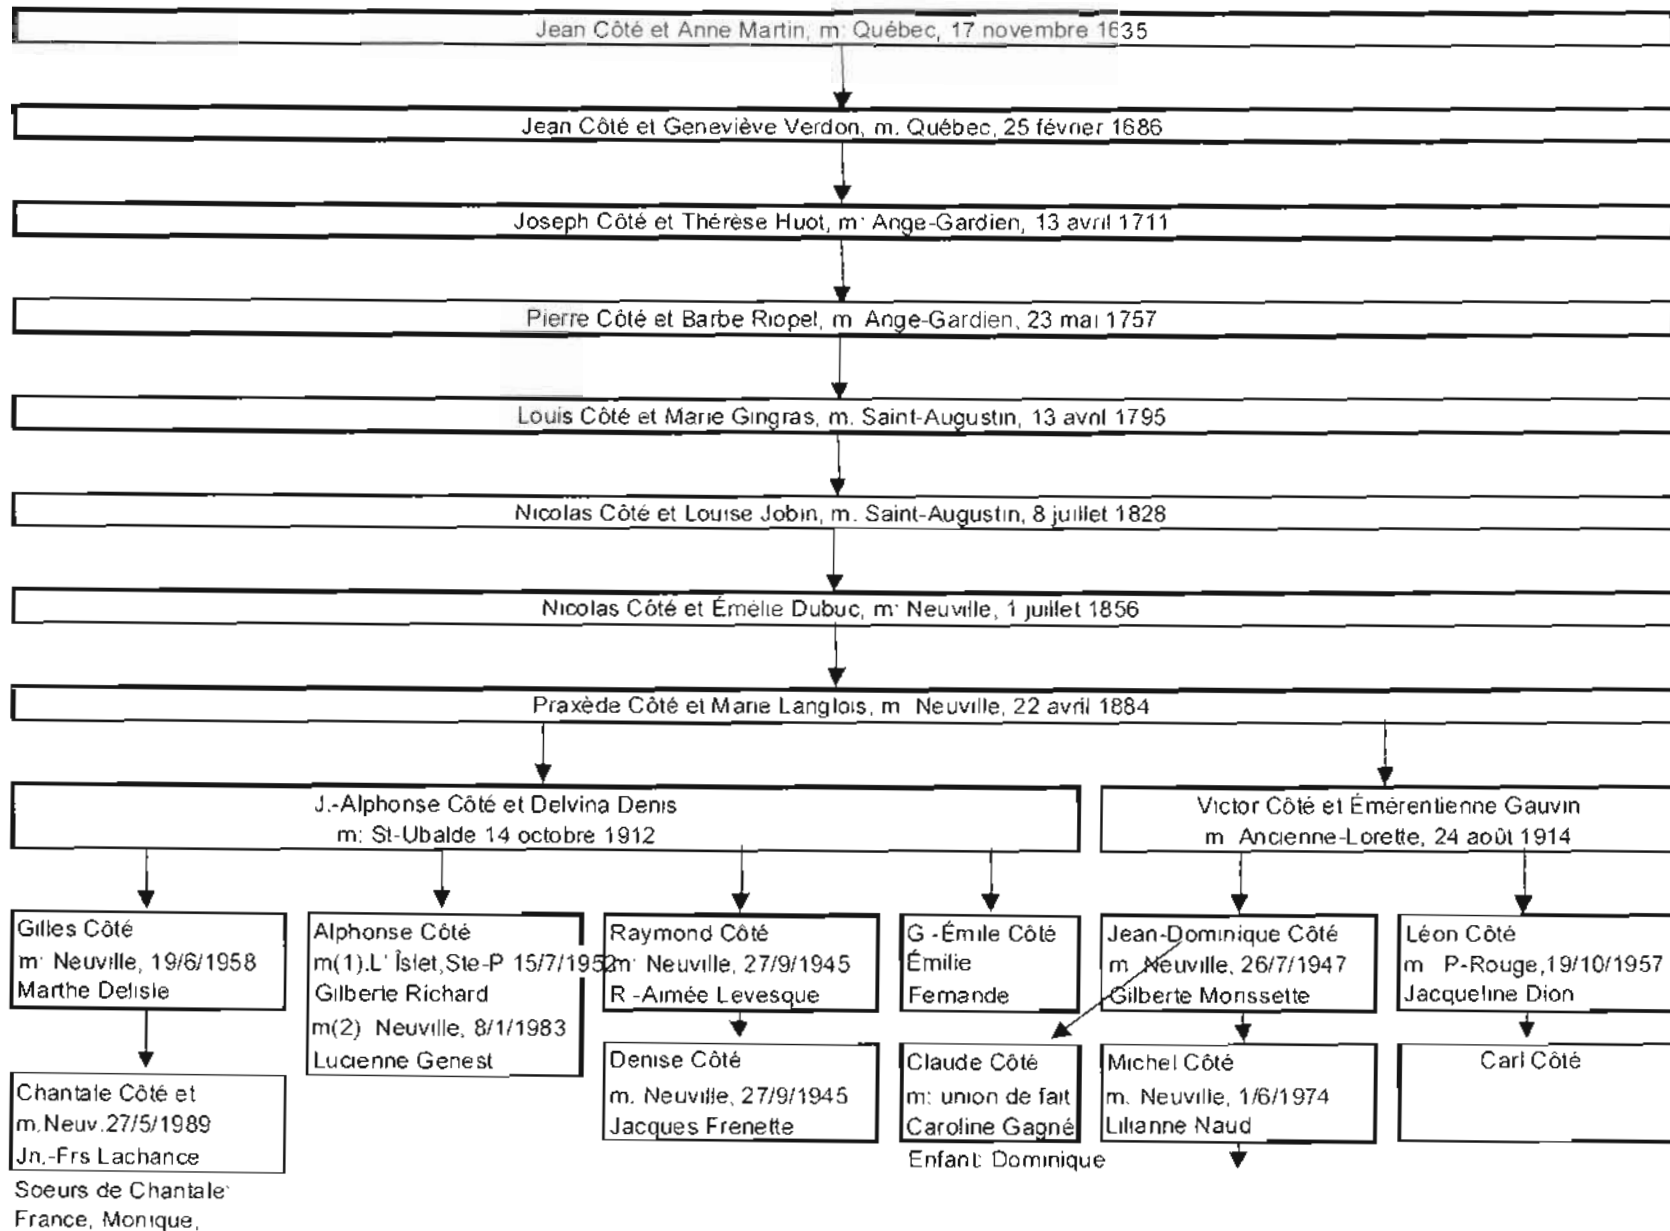 Jean Côté et Anne Martin, m: Québec, 17 novembre 1635
Jean Côté et Geneviève Verdon, m. Québec, 25 février 1686
Joseph Côté et Thérèse Huot, m: Ange-Gardien, 13 avril 1711
Pierre Côté et Barbe Riopel, m Ange-Gardien, 23 mai 1757
Louis Côté et Marie Gingras, m. Saint-Augustin, 13 avril 1795
Nicolas Côté et Louise Jobin, m. Saint-Augustin, 8 juillet 1828
Nicolas Côté et Émélie Dubuc, m: Neuville, 1 juillet 1856
Praxède Côté et Marie Langlois, m Neuville, 22 avril 1884
J.-Alphonse Côté et Delvina Denis
m: St-Ubalde 14 octobre 1912
Victor Côté et Émérentienne Gauvin
m Ancienne-Lorette, 24 août 1914
Gilles Côté
m: Neuville, 19/6/1958
Marthe Delisle
Alphonse Côté
m(1).L' Îslet,Ste-P 15/7/1952
Gilberte Richard
m(2) Neuville, 8/1/1983
Lucienne Genest
Raymond Côté
m: Neuville, 27/9/1945
R -Aimée Levesque
G -Émile Côté
Émilie
Fernande
Jean-Dominique Côté
m Neuville, 26/7/1947
Gilberte Morissette
Léon Côté
m P-Rouge,19/10/1957
Jacqueline Dion
Chantale Côté et
m.Neuv.27/5/1989
Jn.-Frs Lachance
Denise Côté
m. Neuville, 27/9/1945
Jacques Frenette
Claude Côté
m: union de fait
Caroline Gagné
Enfant: Dominique
Michel Côté
m. Neuville, 1/6/1974
Lilianne Naud
Carl Côté
Soeurs de Chantale:
France, Monique,